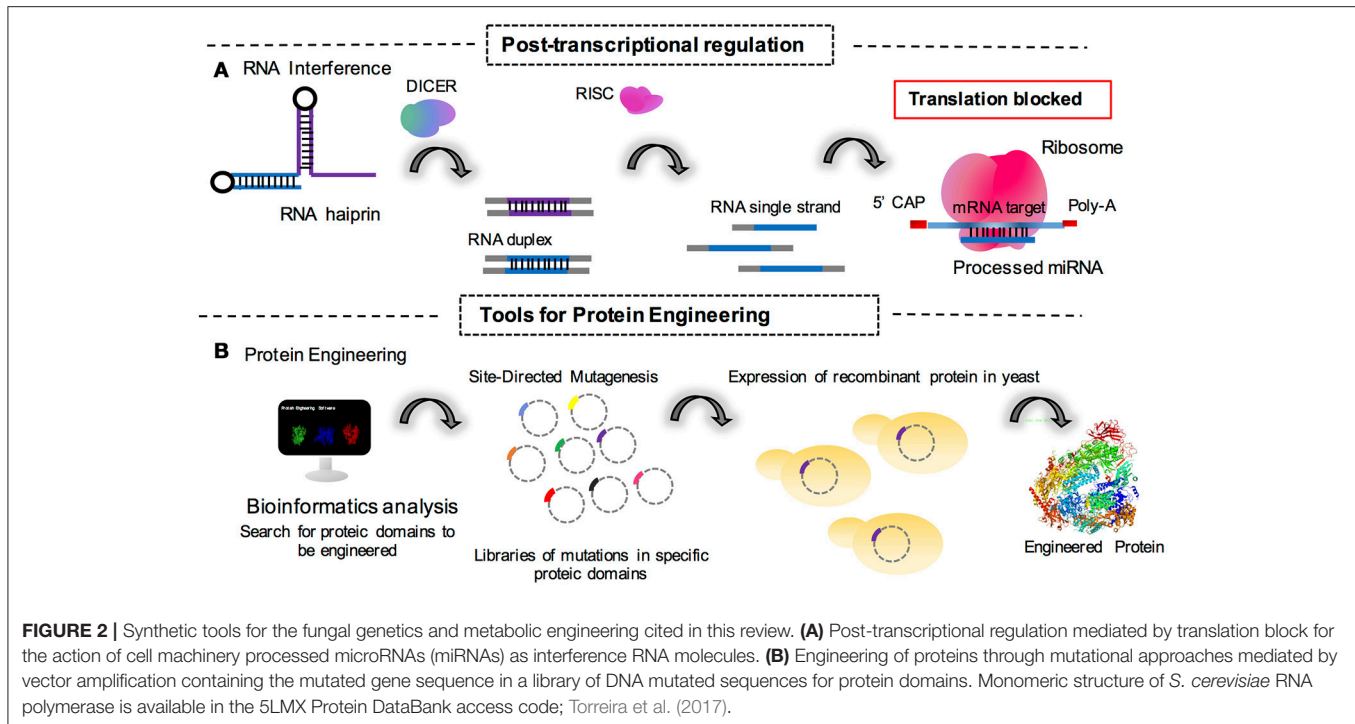 Post-transcriptional regulation
A RNA Interference
DICER
RISC
Translation blocked
RNA haiprin
RNA duplex
RNA single strand
Ribosome
5' CAP
mRNA target
Poly-A
Processed miRNA
Tools for Protein Engineering
B Protein Engineering
Protein Engineering Software
Bioinformatics analysis
Search for proteic domains to
be engineered
Site-Directed Mutagenesis
Libraries of mutations in specific
proteic domains
Expression of recombinant protein in yeast
Engineered Protein
FIGURE 2 | Synthetic tools for the fungal genetics and metabolic engineering cited in this review. (A) Post-transcriptional regulation mediated by translation block for
the action of cell machinery processed microRNAs (miRNAs) as interference RNA molecules. (B) Engineering of proteins through mutational approaches mediated by
vector amplification containing the mutated gene sequence in a library of DNA mutated sequences for protein domains. Monomeric structure of S. cerevisiae RNA
polymerase is available in the 5LMX Protein DataBank access code; Torreira et al. (2017).